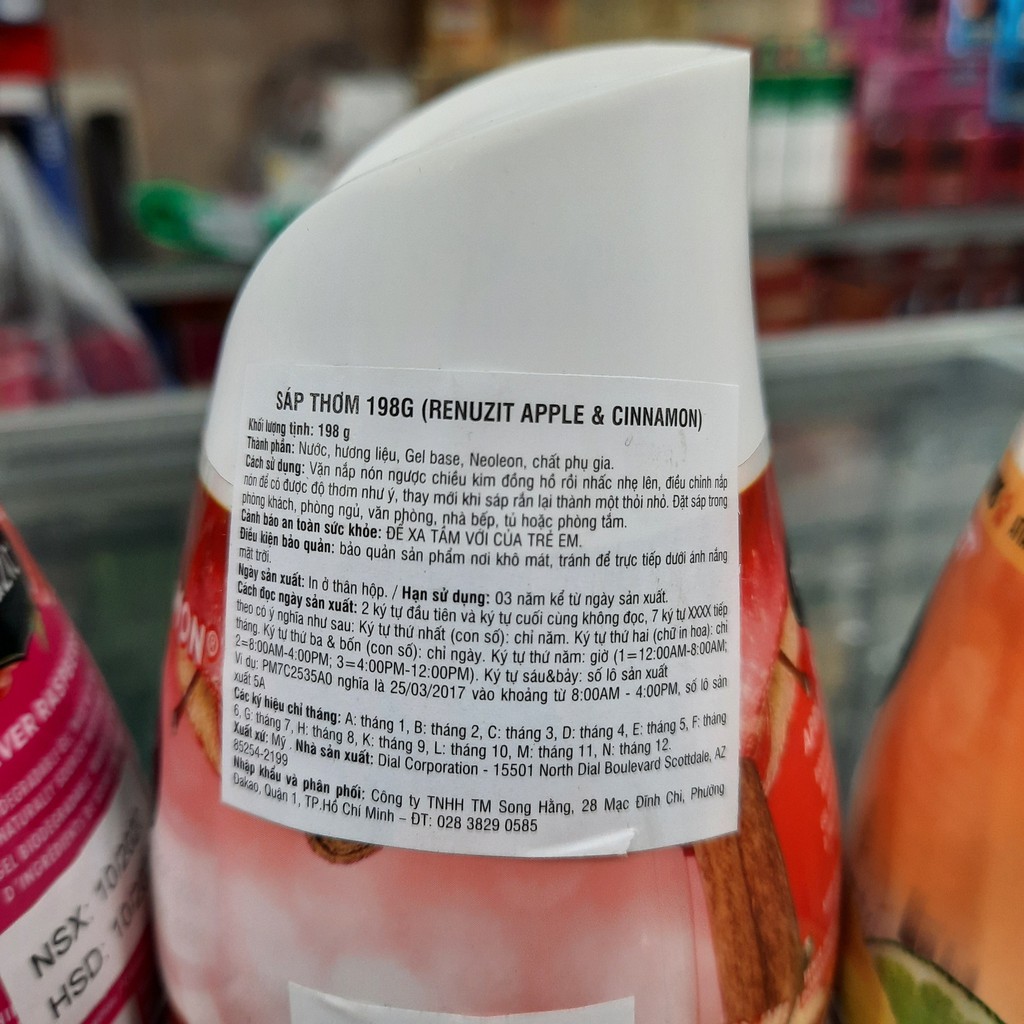 SÁP THƠM 198G (RENUZIT APPLE & CINNAMON)
Khối lượng tịnh: 198 g
Thành phần: Nước, hương liệu, Gel base, Neoleon, chất phụ gia.
Cách sử dụng: Văn nắp nón ngược chiều kim đồng hồ rồi nhấc nhẹ lên, điều chỉnh nắp
nón để có được độ thơm như ý, thay mới khi sáp rắn lại thành một thỏi nhỏ. Đặt sáp trong
phòng khách, phòng ngủ, văn phòng, nhà bếp, tủ hoặc phòng tắm.
Cảnh báo an toàn sức khỏe: ĐỂ XA TẦM VỚI CỦA TRẺ EM.
Điều kiện bảo quản: bảo quản sản phẩm nơi khô mát, tránh để trực tiếp dưới ánh nắng
mặt trời.
Ngày sản xuất: In ở thân hộp. / Hạn sử dụng: 03 năm kể từ ngày sản xuất.
Cách đọc ngày sản xuất: 2 ký tự đầu tiên và ký tự cuối cùng không đọc, 7 ký tự XXXX tiếp
theo có ý nghĩa như sau: Ký tự thứ nhất (con số): chỉ năm. Ký tự thứ hai (chữ in hoa): chỉ
tháng. Ký tự thứ ba & bốn (con số): chỉ ngày. Ký tự thứ năm: giờ (1=12:00AM-8:00AM;
2=8:00AM-4:00PM; 3=4:00PM-12:00PM). Ký tự sáu&bảy: số lô sản xuất
Ví dụ: PM7C2535A0 nghĩa là 25/03/2017 vào khoảng từ 8:00AM - 4:00PM, số lô sản
xuất 5A
Các ký hiệu chỉ tháng: A: tháng 1, B: tháng 2, C: tháng 3, D: tháng 4, E: tháng 5, F: tháng
6, G: tháng 7, H: tháng 8, K: tháng 9, L: tháng 10, M: tháng 11, N: tháng 12.
Xuất xứ: Mỹ. Nhà sản xuất: Dial Corporation - 15501 North Dial Boulevard Scottdale, AZ
85254-2199
Nhập khẩu và phân phối: Công ty TNHH TM Song Hằng, 28 Mạc Đĩnh Chi, Phường
Đakao, Quận 1, TP.Hồ Chí Minh – ĐT: 028 3829 0585
NSX: 10/20
HSD: 10